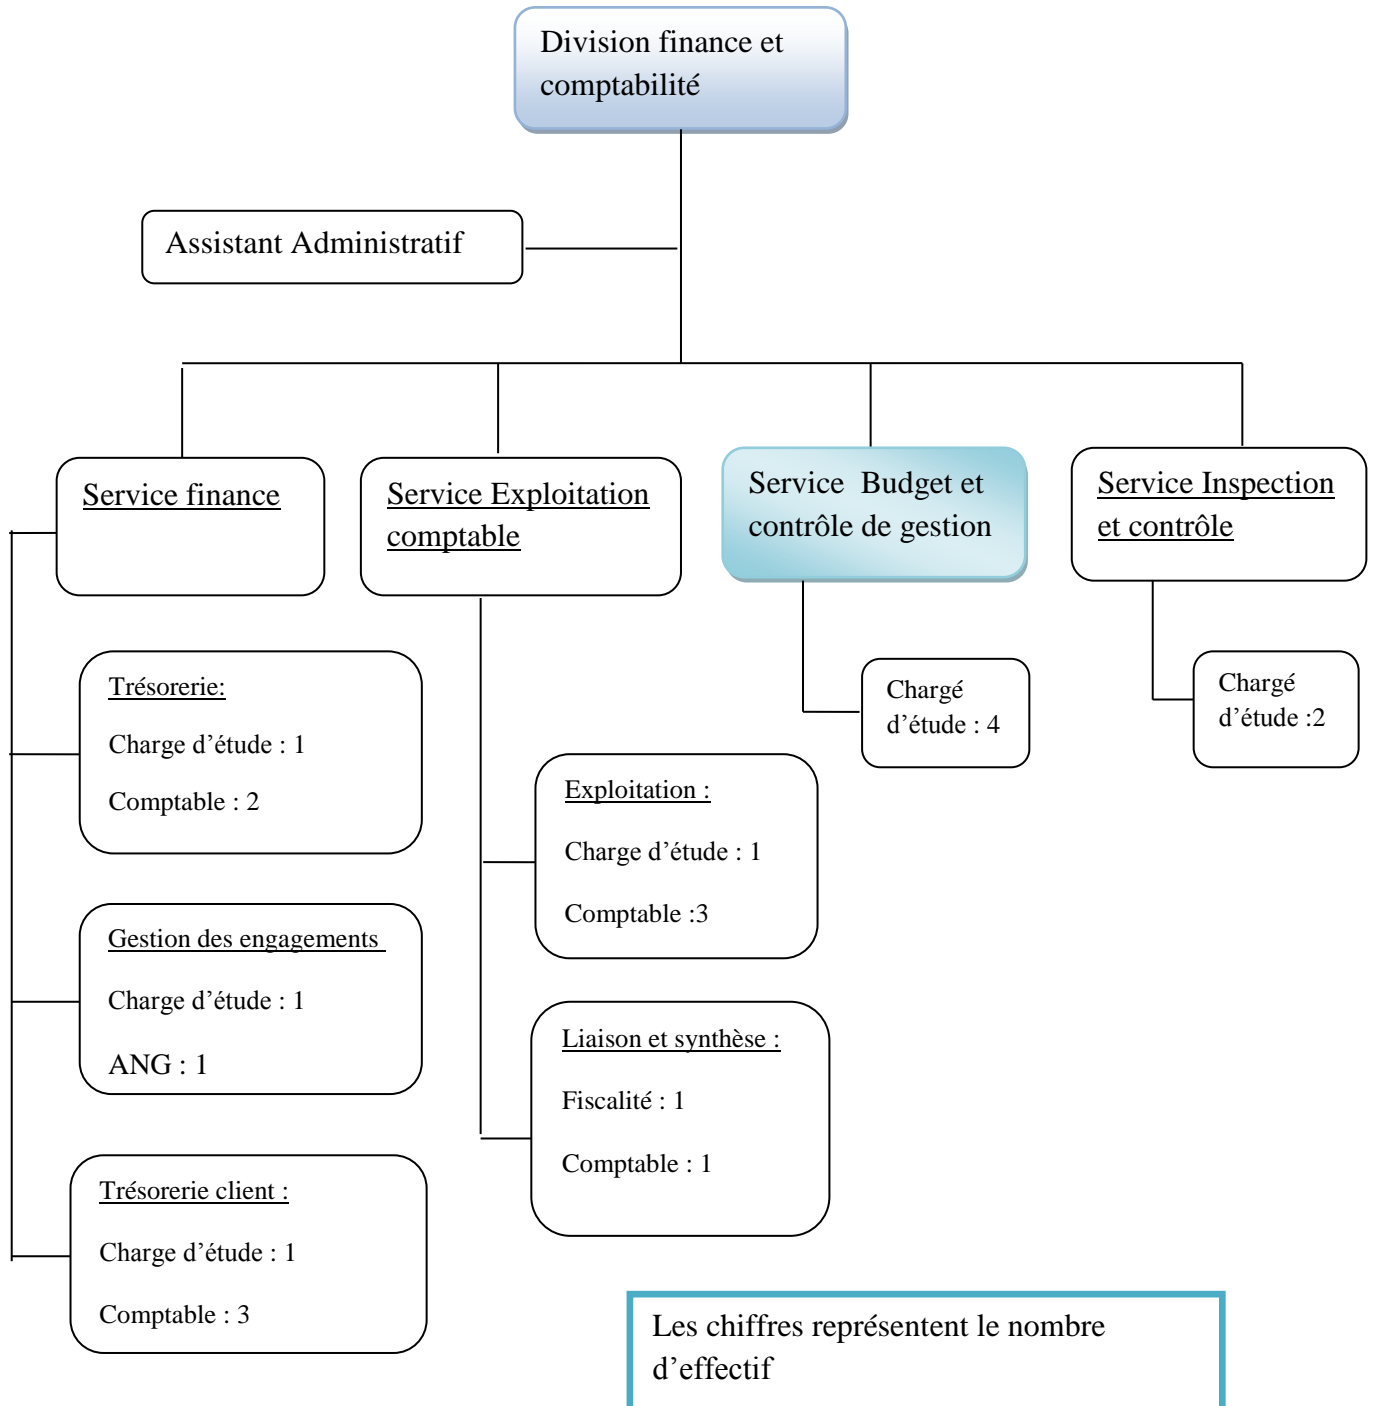 Division finance et
comptabilité
Assistant Administratif
Service finance
Service Exploitation
comptable
Service  Budget et
contrôle de gestion
Service Inspection
et contrôle
Trésorerie:
Charge d’étude : 1
Comptable : 2
Gestion des engagements
Charge d’étude : 1
ANG : 1
Trésorerie client :
Charge d’étude : 1
Comptable : 3
Exploitation :
Charge d’étude : 1
Comptable :3
Liaison et synthèse :
Fiscalité : 1
Comptable : 1
Chargé
d’étude : 4
Chargé
d’étude :2
Les chiffres représentent le nombre
d’effectif